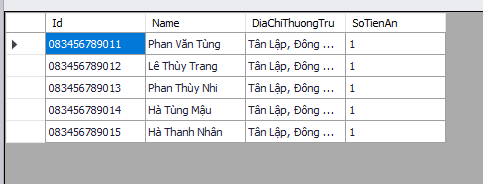 Id Name DiaChiThuongTru SoTienAn
083456789011 Phan Văn Tùng Tân Lập, Đông ... 1
083456789012 Lê Thùy Trang Tân Lập, Đông ... 1
083456789013 Phan Thùy Nhi Tân Lập, Đông ... 1
083456789014 Hà Tùng Mậu Tân Lập, Đông ... 1
083456789015 Hà Thanh Nhân Tân Lập, Đông ... 1